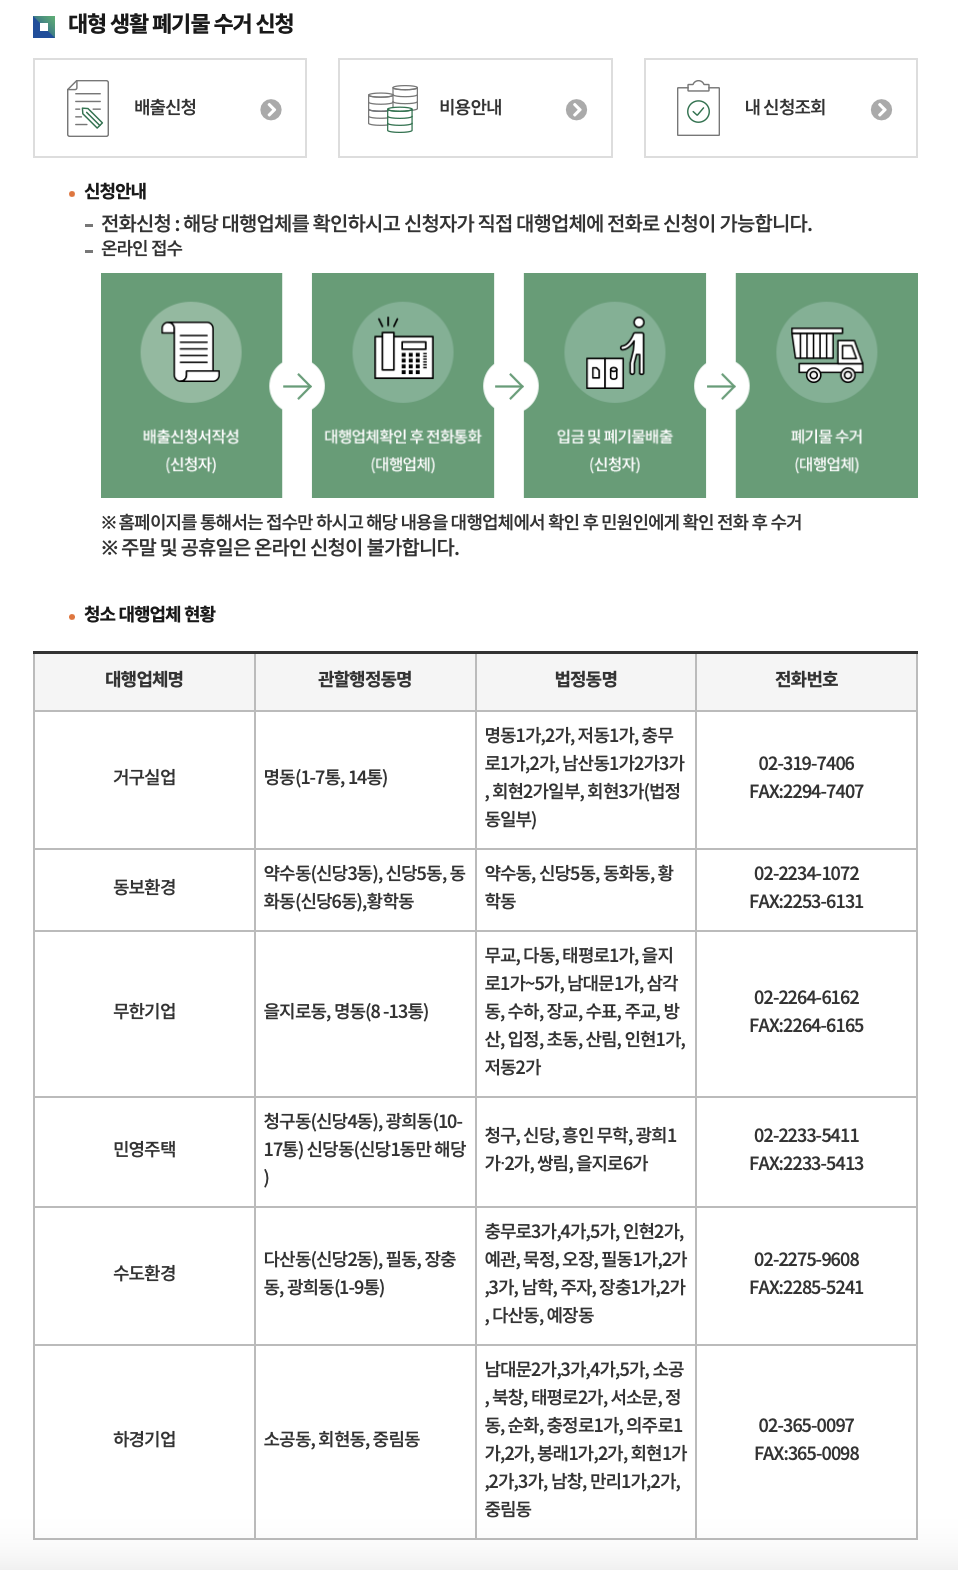 대형 생활 폐기물 수거 신청
배출신청
비용안내
내 신청조회
신청안내
- 전화신청 : 해당 대행업체를 확인하시고 신청자가 직접 대행업체에 전화로 신청이 가능합니다.
- 온라인 접수
배출신청서작성
(신청자)
대행업체확인 후 전화통화
(대행업체)
입금 및 폐기물배출
(신청자)
폐기물 수거
(대행업체)
※ 홈페이지를 통해서는 접수만 하시고 해당 내용을 대행업체에서 확인 후 민원인에게 확인 전화 후 수거
※ 주말 및 공휴일은 온라인 신청이 불가합니다.
청소 대행업체 현황
대행업체명 관할행정동명 법정동명 전화번호
거구실업
명동(1-7통, 14통)
명동1가,2가, 저동1가, 충무
로1가,2가, 남산동1가2가3가
, 회현2가일부, 회현3가(법정
동일부)
02-319-7406
FAX:2294-7407
동보환경
약수동(신당3동), 신당5동, 동
화동(신당6동),황학동
약수동, 신당5동, 동화동, 황
학동
02-2234-1072
FAX:2253-6131
무한기업
을지로동, 명동(8 -13통)
무교, 다동, 태평로1가, 을지
로1가~5가, 남대문1가, 삼각
동, 수하, 장교, 수표, 주교, 방
산, 입정, 초동, 산림, 인현1가,
저동2가
02-2264-6162
FAX:2264-6165
민영주택
청구동(신당4동), 광희동(10-
17통) 신당동(신당1동만 해당
)
청구, 신당, 흥인 무학, 광희1
가·2가, 쌍림, 을지로6가
02-2233-5411
FAX:2233-5413
수도환경
다산동(신당2동), 필동, 장충
동, 광희동(1-9통)
충무로3가,4가,5가, 인현2가,
예관, 묵정, 오장, 필동1가,2가
,3가, 남학, 주자, 장충1가,2가
, 다산동, 예장동
02-2275-9608
FAX:2285-5241
하경기업
소공동, 회현동, 중림동
남대문2가,3가,4가,5가, 소공
, 북창, 태평로2가, 서소문, 정
동, 순화, 충정로1가, 의주로1
가,2가, 봉래1가,2가, 회현1가
,2가,3가, 남창, 만리1가,2가,
중림동
02-365-0097
FAX:365-0098